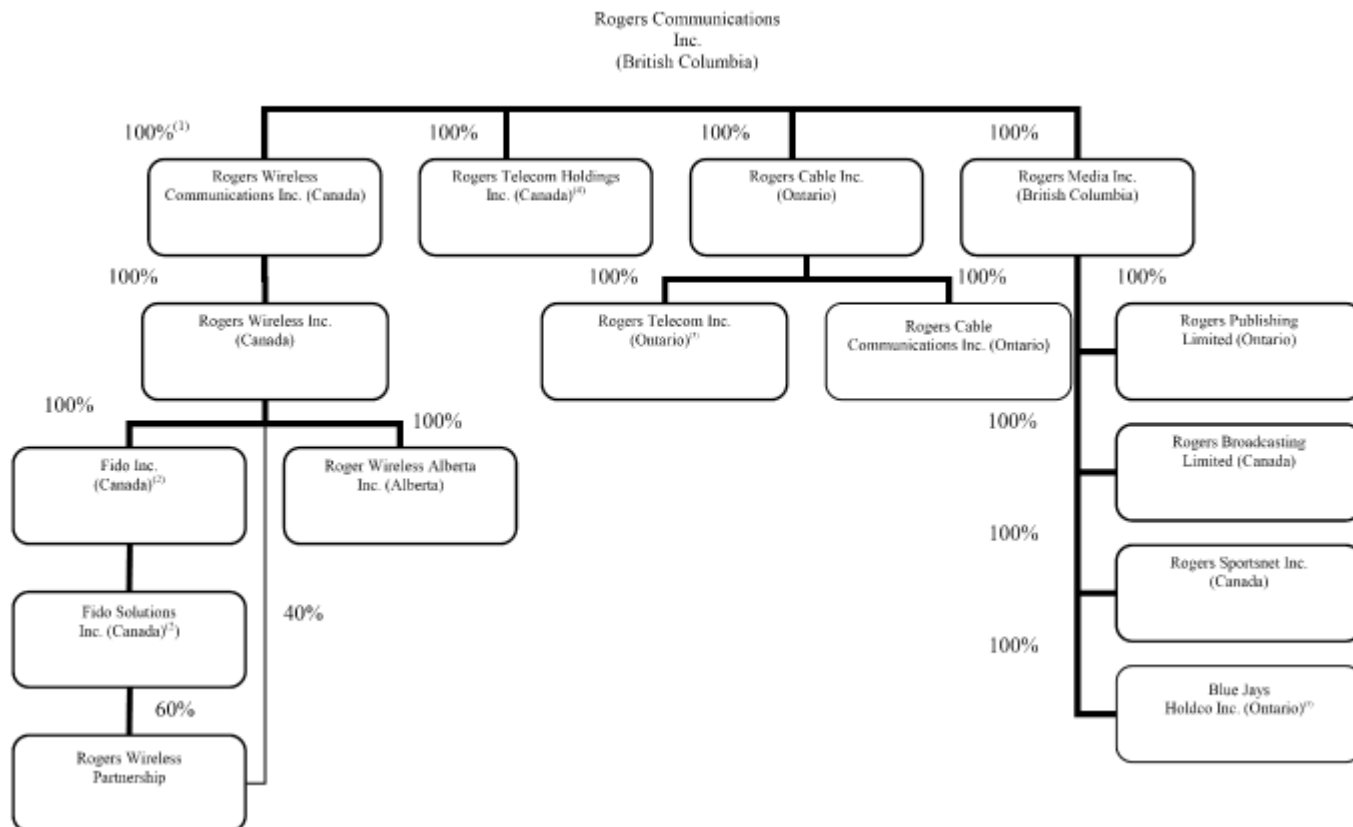 Rogers Communications
Inc.
(British Columbia)
100%(1)
100%
100%
100%
Rogers Wireless
Communications Inc. (Canada)
Rogers Telecom Holdings
Inc. (Canada)(4)
Rogers Cable Inc.
(Ontario)
Rogers Media Inc.
(British Columbia)
100%
100%
100%
100%
Rogers Wireless Inc.
(Canada)
Rogers Telecom Inc.
(Ontario)
Rogers Cable
Communications Inc. (Ontario)
Rogers Publishing
Limited (Ontario)
100%
100%
100%
Fido Inc.
(Canada)(2)
Roger Wireless Alberta
Inc. (Alberta)
Rogers Broadcasting
Limited (Canada)
100%
Rogers Sportsnet Inc.
(Canada)
Fido Solutions
Inc. (Canada)(2)
40%
100%
60%
Blue Jays
Holdco Inc. (Ontario)
Rogers Wireless
Partnership